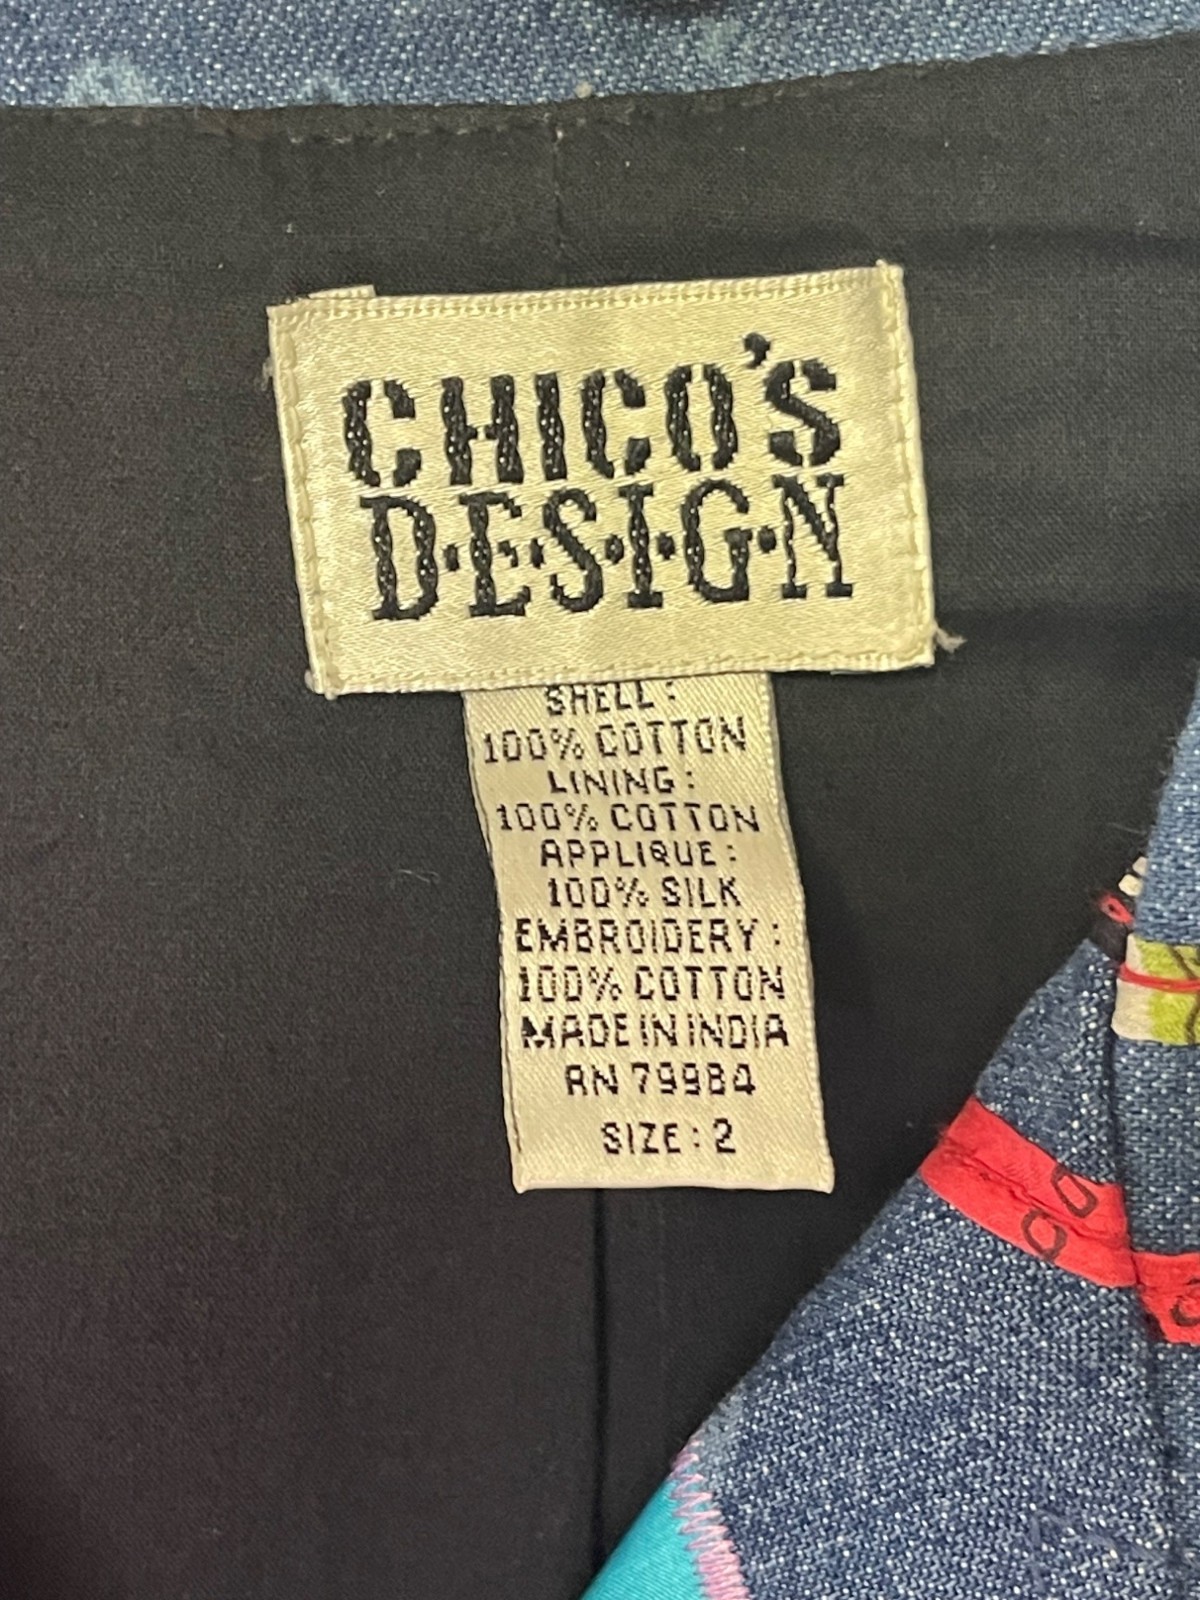 CHICO'S
D·E·S·I·G·N
SHELL:
100% COTTON
LINING:
100% COTTON
APPLIQUE:
100% SILK
EMBROIDERY:
100% COTTON
MADE IN INDIA
RN 79984
SIZE: 2